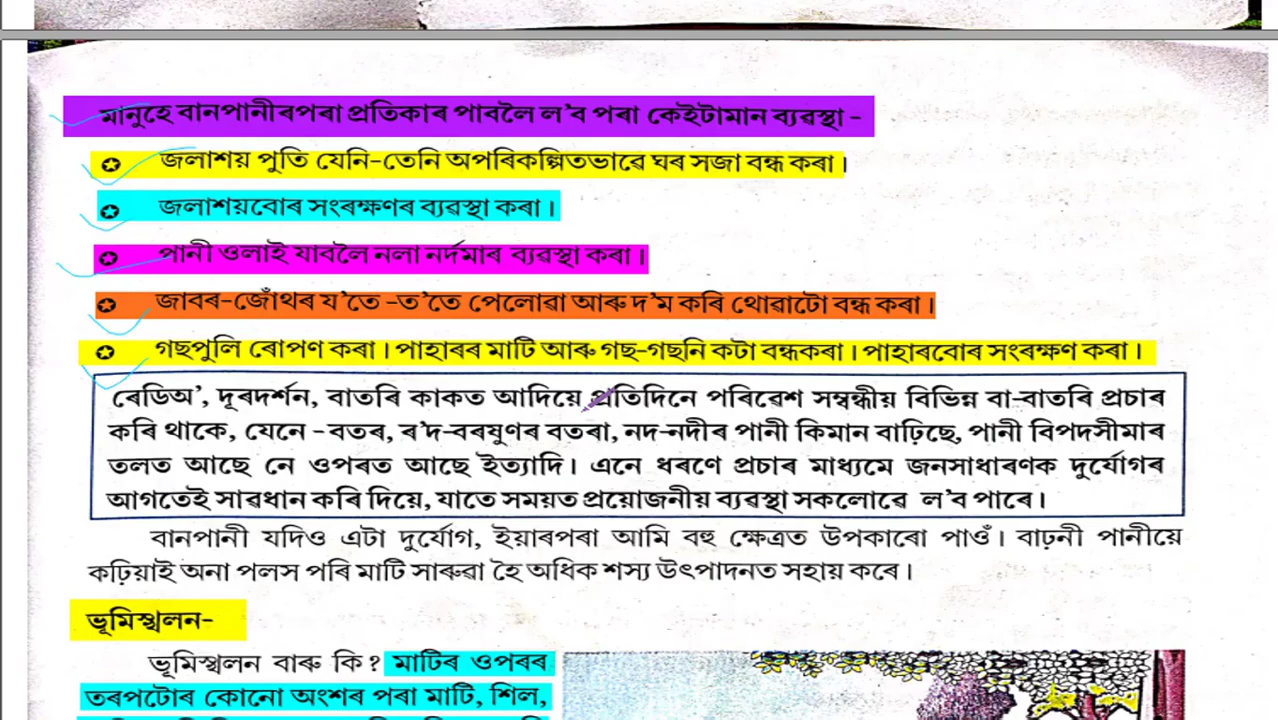 মানুহে বানপানীৰপৰা প্ৰতিকাৰ পাবলৈ ল'ব পৰা কেইটামান ব্যৱস্থা -
✪ জলাশয় পুতি যেনি-তেনি অপৰিকল্পিতভাৱে ঘৰ সজা বন্ধ কৰা।
✪ জলাশয়বোৰ সংৰক্ষণৰ ব্যৱস্থা কৰা।
✪ পানী ওলাই যাবলৈ নলা নৰ্দমাৰ ব্যৱস্থা কৰা।
✪ জাবৰ-জোঁথৰ য'তে -ত'তে পেলোৱা আৰু দ'ম কৰি থোৱাটো বন্ধ কৰা।
✪ গছপুলি ৰোপণ কৰা। পাহাৰৰ মাটি আৰু গছ-গছনি কটা বন্ধকৰা। পাহাৰবোৰ সংৰক্ষণ কৰা।
ৰেডিঅ', দূৰদৰ্শন, বাতৰি কাকত আদিয়ে প্ৰতিদিনে পৰিৱেশ সম্বন্ধীয় বিভিন্ন বা-বাতৰি প্ৰচাৰ
কৰি থাকে, যেনে - বতৰ, ৰ'দ-বৰষুণৰ বতৰা, নদ-নদীৰ পানী কিমান বাঢ়িছে, পানী বিপদসীমাৰ
তলত আছে নে ওপৰত আছে ইত্যাদি। এনে ধৰণে প্ৰচাৰ মাধ্যমে জনসাধাৰণক দুৰ্যোগৰ
আগতেই সাৱধান কৰি দিয়ে, যাতে সময়ত প্ৰয়োজনীয় ব্যৱস্থা সকলোৱে ল'ব পাৰে।
বানপানী যদিও এটা দুৰ্যোগ, ইয়াৰপৰা আমি বহু ক্ষেত্ৰত উপকাৰো পাওঁ। বাঢ়নী পানীয়ে
কঢ়িয়াই অনা পলস পৰি মাটি সাৰুৱা হৈ অধিক শস্য উৎপাদনত সহায় কৰে।
ভূমিস্খলন-
ভূমিস্খলন বাৰু কি? মাটিৰ ওপৰৰ
তৰপটোৰ কোনো অংশৰ পৰা মাটি, শিল,